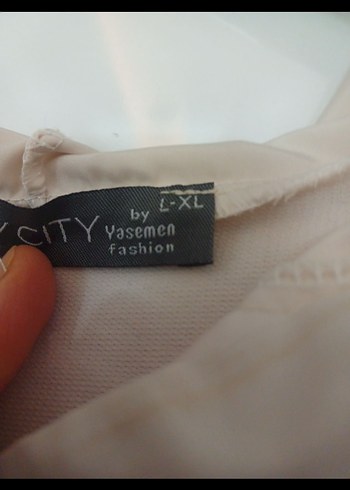 L-XL
CITY
by
Yasemen
fashion